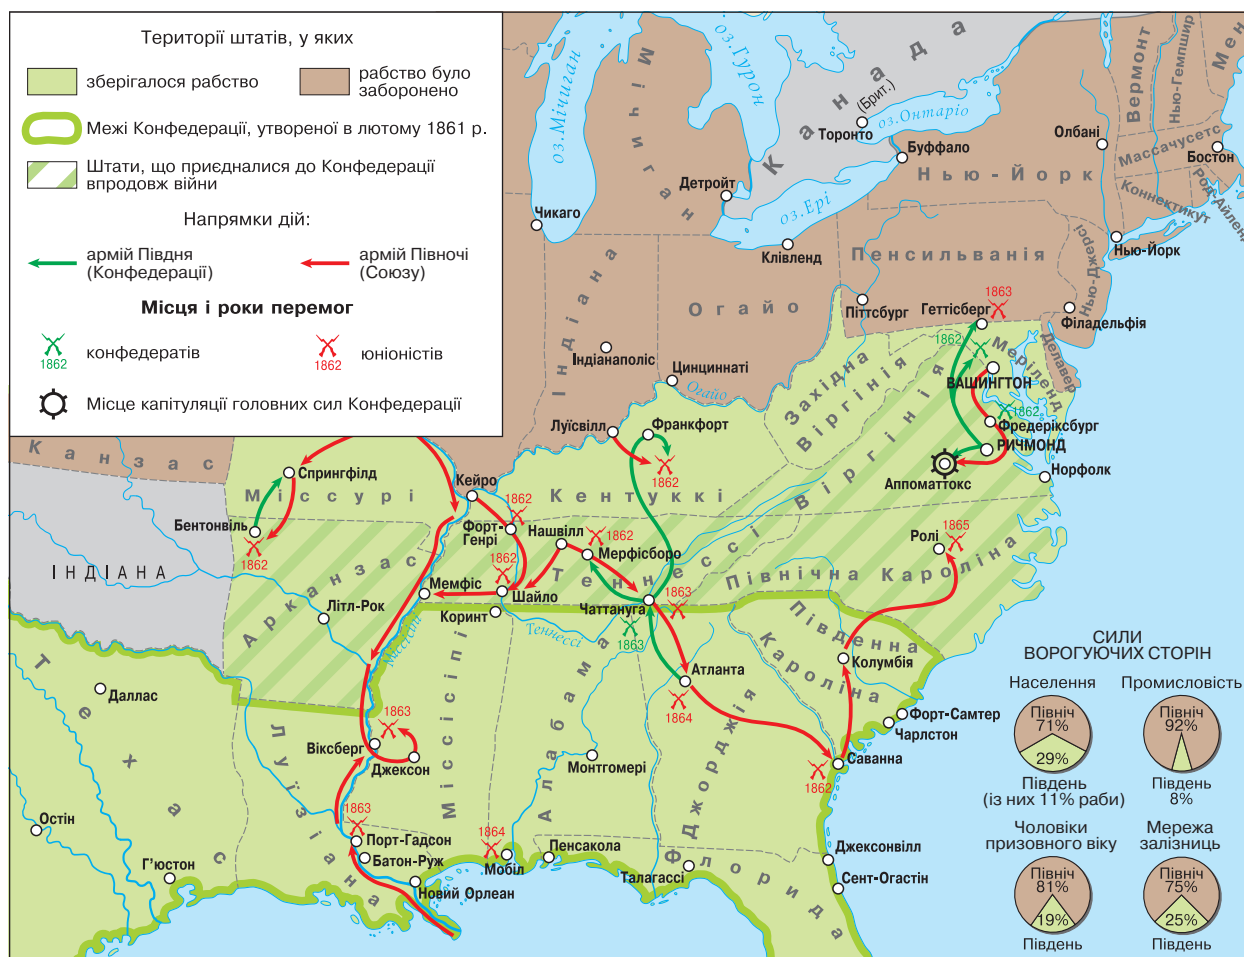 Території штатів, у яких
зберігалося рабство
рабство було
заборонено
Межі Конфедерації, утвореної в лютому 1861 р.
Штати, що приєдналися до Конфедерації
впродовж війни
Напрямки дій:
армій Півдня
(Конфедерації)
армій Півночі
(Союзу)
Місця і роки перемог
1862
конфедератів
1862
юніоністів
Місце капітуляції головних сил Конфедерації
оз.Мічиган
Мічиган
оз.Гурон
Канада
(Брит.)
Торонто
оз.Онтаріо
Буффало
Олбані
Вермонт
Нью-Гемпшир
Мен
Массачусетс
Бостон
Коннектикут
Род-Айленд
Нью-Йорк
Детройт
оз.Ері
Чикаго
Клівленд
Нью-Йорк
Нью-Джерсі
Пенсильванія
Індіана
Огайо
Піттсбург
Геттісберг
1863
Філадельфія
Індіанаполіс
Цинциннаті
Огайо
1862
Меріленд
Делавер
ВАШИНГТОН
Західна
Віргінія
Віргінія
1862
Фредеріксбург
РИЧМОНД
Аппоматтокс
Норфолк
Луїсвілл
Франкфорт
1862
Канзас
Спрингфілд
Міссурі
Кейро
Кентуккі
Бентонвіль
1862
1862
Форт-
Генрі
Нашвілл
1862
Мерфісборо
Ролі
1865
ІНДІАНА
Арканзас
1862
Теннессі
Північна Кароліна
Мемфіс
Шайло
Літл-Рок
Коринт
Чаттануга
1863
1863
Міссісіпі
Теннессі
Південна
Кароліна
Колумбія
Техас
Даллас
Атланта
1864
Форт-Самтер
Чарлстон
Луїзіана
1863
Віксберг
Джексон
Міссісіпі
Алабама
Монтгомері
Джорджія
Саванна
1862
Остін
1863
Порт-Гадсон
Батон-Руж
1864
Мобіл
Пенсакола
Талагассі
Флорида
Джексонвілл
Сент-Огастін
Г'юстон
Новий Орлеан
СИЛИ
ВОРОГУЮЧИХ СТОРІН
Населення
Північ
71%
29%
Південь
(із них 11% раби)
Промисловість
Північ
92%
Південь
8%
Чоловіки
призовного віку
Північ
81%
19%
Південь
Мережа
залізниць
Північ
75%
25%
Південь